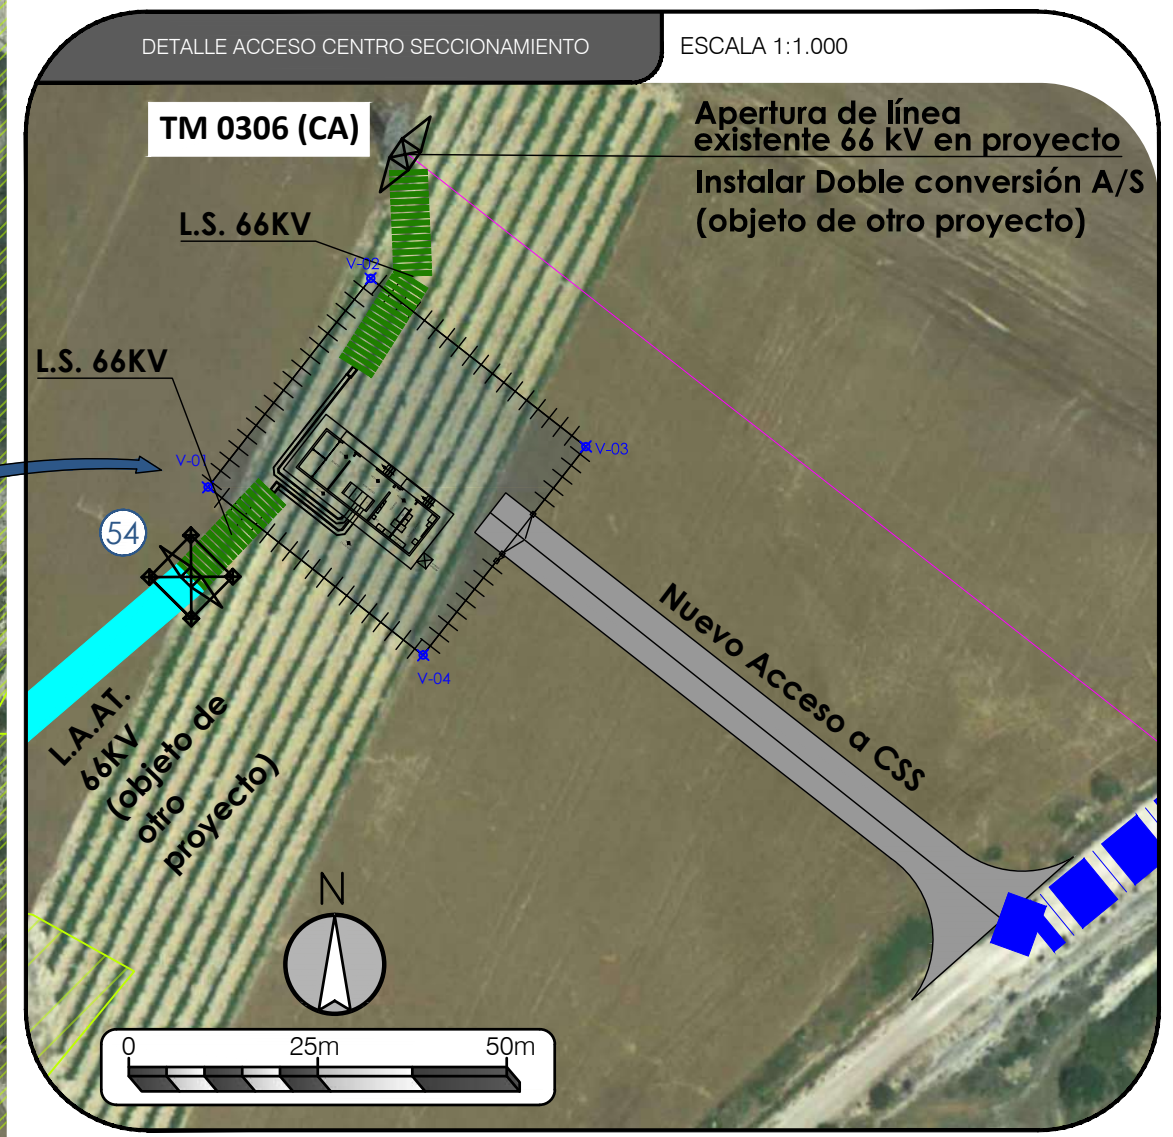 DETALLE ACCESO CENTRO SECCIONAMIENTO
ESCALA 1:1.000
TM 0306 (CA)
Apertura de línea
existente 66 kV en proyecto
Instalar Doble conversión A/S
(objeto de otro proyecto)
L.S. 66KV
V-02
L.S. 66KV
V-01
V-03
54
Nuevo Acceso a CSS
V-04
L.A.AT.
66KV
(objeto de
otro
proyecto)
N
0 25m 50m